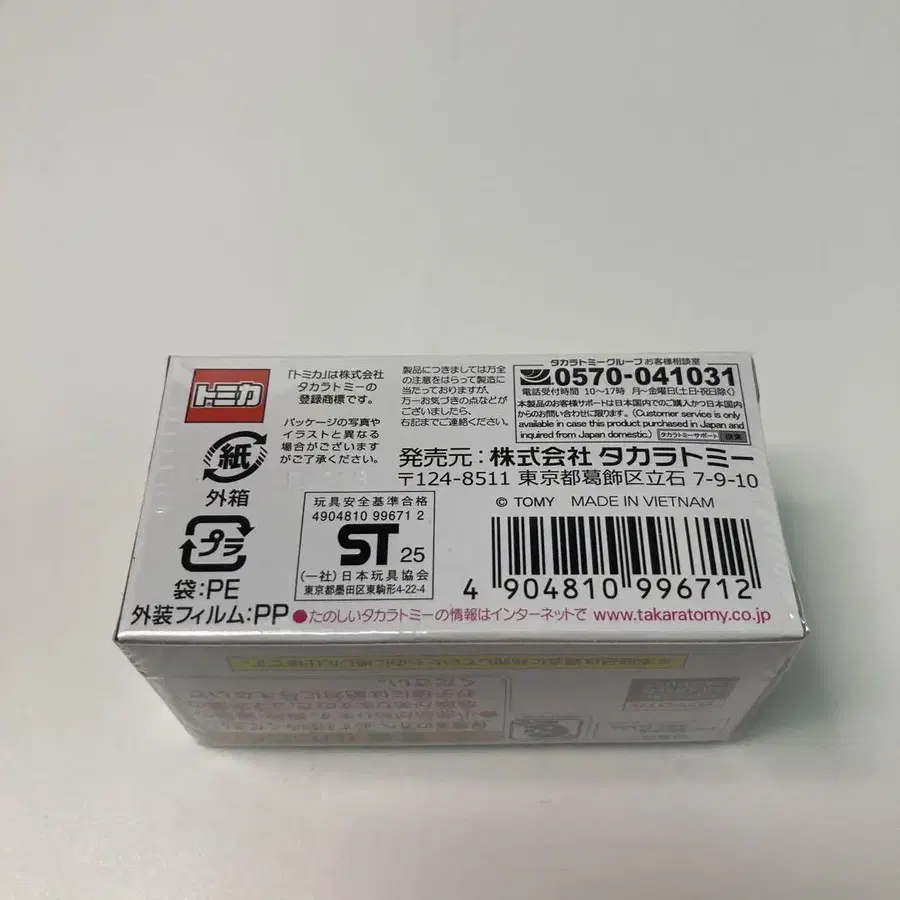 トミカ
「トミカ」は株式会社
タカラトミーの
登録商標です。
パッケージの写真や
イラストと異なる
場合がございます
がご了承ください。
製品につきましては万全
の注意をはらって製造に
当たっておりますが、
万一お気づきの点などが
ございましたら、
右記までご連絡ください。
タカラトミーグループ お客様相談室
0570-041031
電話受付時間 10〜17時 月〜金曜日(土・日・祝日除く)
本製品のお客様サポートは日本国内でのご購入かつ日本国内
からのお問い合わせに限ります。(Customer service is only
available in case this product purchased in Japan and
inquired from Japan domestic.) タカラトミーサポート 検索
発売元：株式会社 タカラトミー
〒124-8511 東京都葛飾区立石 7-9-10
© TOMY MADE IN VIETNAM
紙
外箱
プラ
袋:PE
外装フィルム:PP
玩具安全基準合格
4904810 99671 2
ST 25
(一社)日本玩具協会
東京都墨田区東駒形4-22-4
4 904810 996712
●たのしいタカラトミーの情報はインターネットで www.takaratomy.co.jp